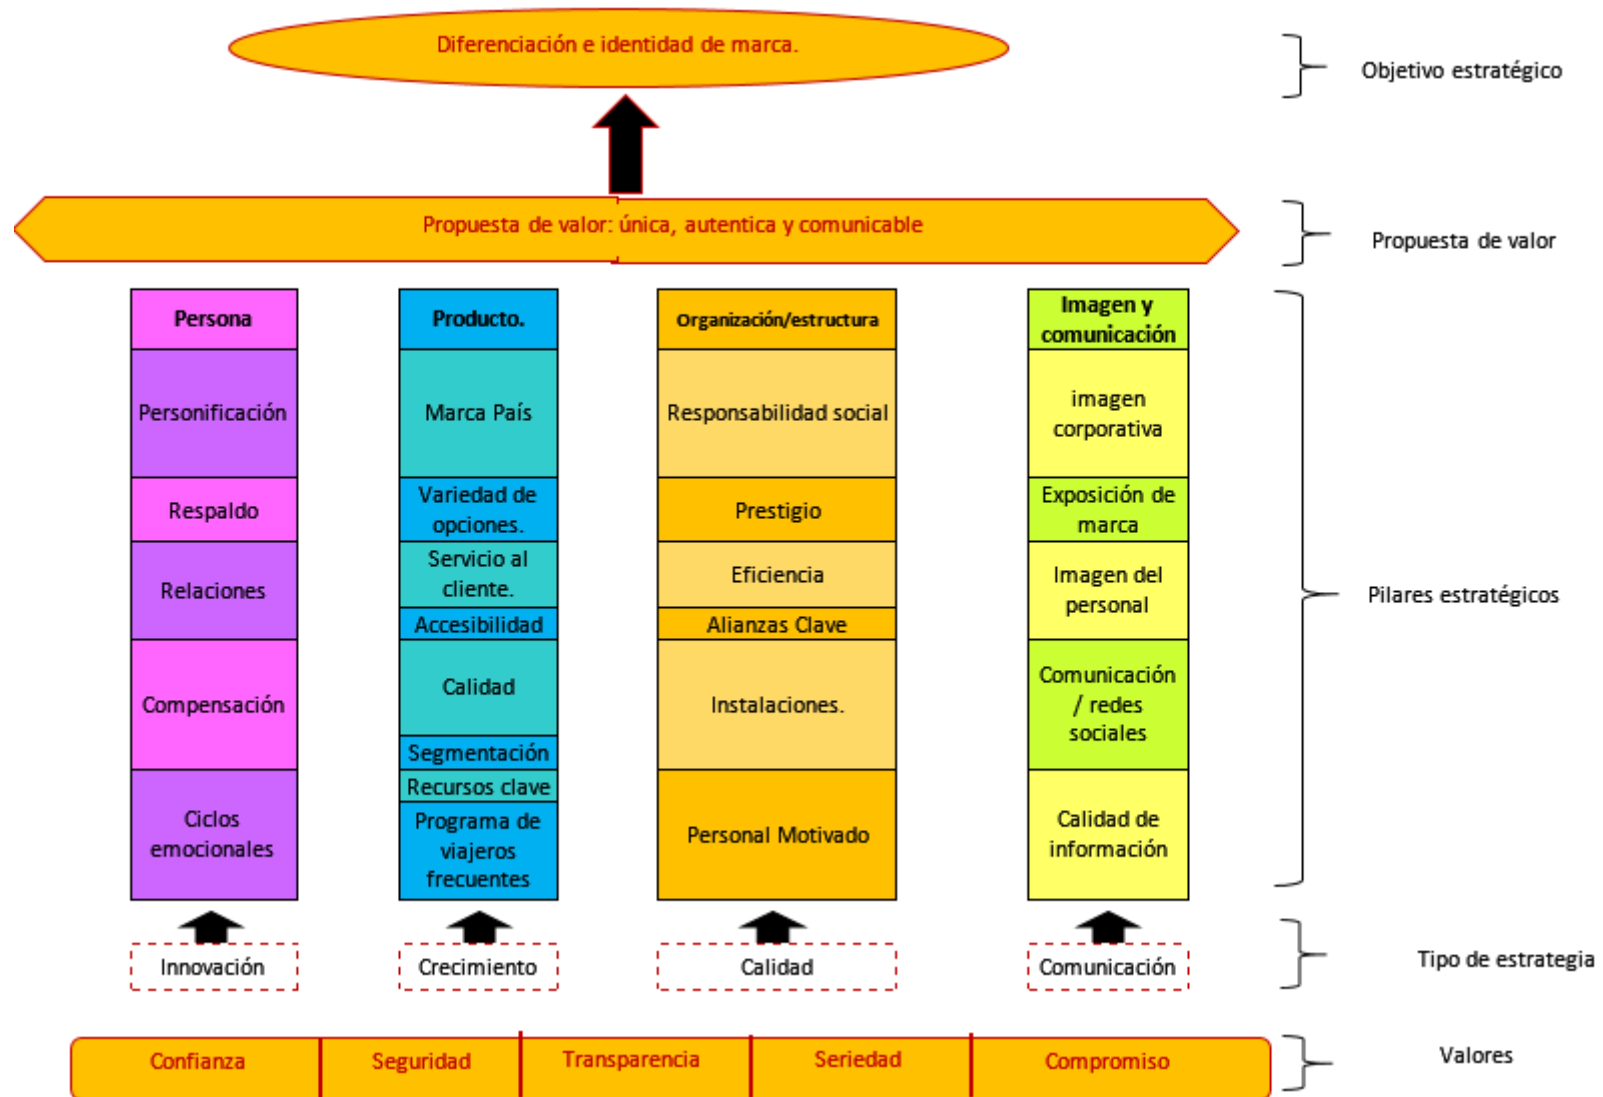 Diferenciación e identidad de marca.
Objetivo estratégico
Propuesta de valor: única, autentica y comunicable
Propuesta de valor
Persona
Personificación
Respaldo
Relaciones
Compensación
Ciclos
emocionales
Producto.
Marca País
Variedad de
opciones.
Servicio al
cliente.
Accesibilidad
Calidad
Segmentación
Recursos clave
Programa de
viajeros
frecuentes
Organización/estructura
Responsabilidad social
Prestigio
Eficiencia
Alianzas Clave
Instalaciones.
Personal Motivado
Imagen y
comunicación
imagen
corporativa
Exposición de
marca
Imagen del
personal
Comunicación
/ redes
sociales
Calidad de
información
Pilares estratégicos
Innovación
Crecimiento
Calidad
Comunicación
Tipo de estrategia
Confianza
Seguridad
Transparencia
Seriedad
Compromiso
Valores